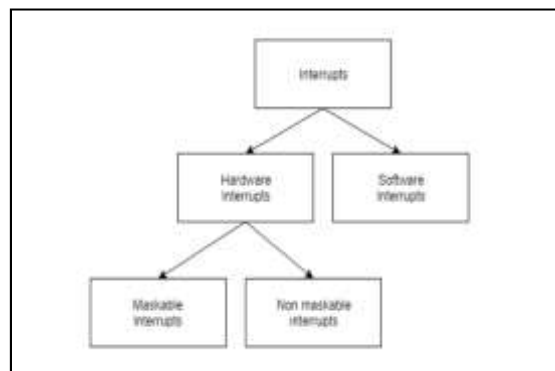 Interrupts
Hardware
Interrupts
Software
Interrupts
Maskable
Interrupts
Non maskable
interrupts